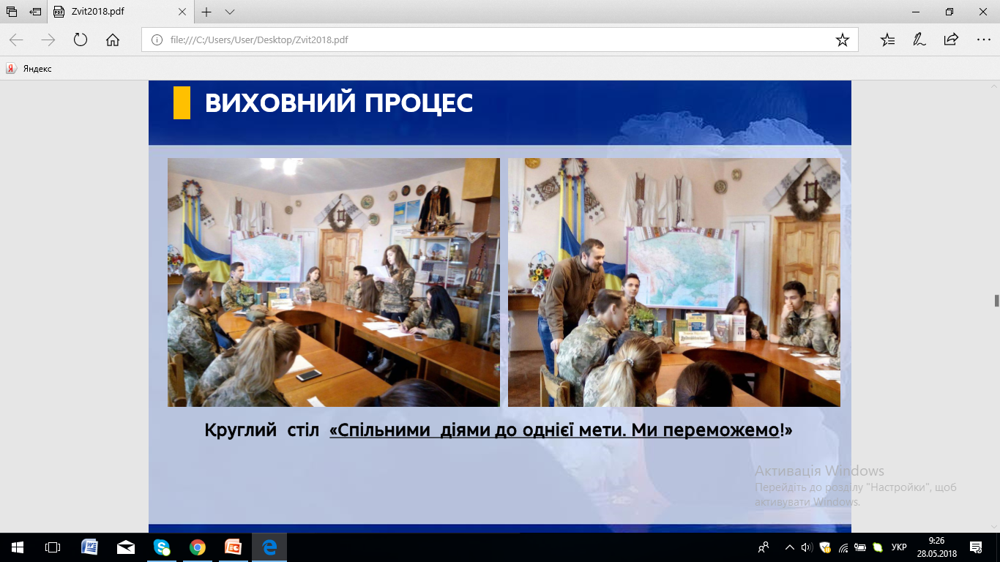 Zvit2018.pdf
file:///C:/Users/User/Desktop/Zvit2018.pdf
Яндекс
ВИХОВНИЙ ПРОЦЕС
Круглий стіл «Спільними діями до однієї мети. Ми переможемо!»
Активація Windows
Перейдіть до розділу "Настройки", щоб
активувати Windows.
УКР
9:26
28.05.2018